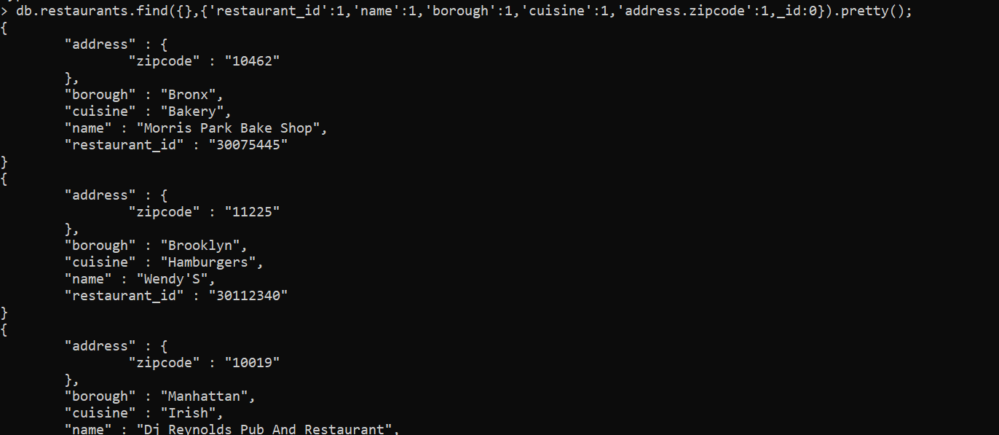 > db.restaurants.find({},{'restaurant_id':1,'name':1,'borough':1,'cuisine':1,'address.zipcode':1,_id:0}).pretty();
{
        "address" : {
                "zipcode" : "10462"
        },
        "borough" : "Bronx",
        "cuisine" : "Bakery",
        "name" : "Morris Park Bake Shop",
        "restaurant_id" : "30075445"
}
{
        "address" : {
                "zipcode" : "11225"
        },
        "borough" : "Brooklyn",
        "cuisine" : "Hamburgers",
        "name" : "Wendy'S",
        "restaurant_id" : "30112340"
}
{
        "address" : {
                "zipcode" : "10019"
        },
        "borough" : "Manhattan",
        "cuisine" : "Irish",
        "name" : "Dj Reynolds Pub And Restaurant",